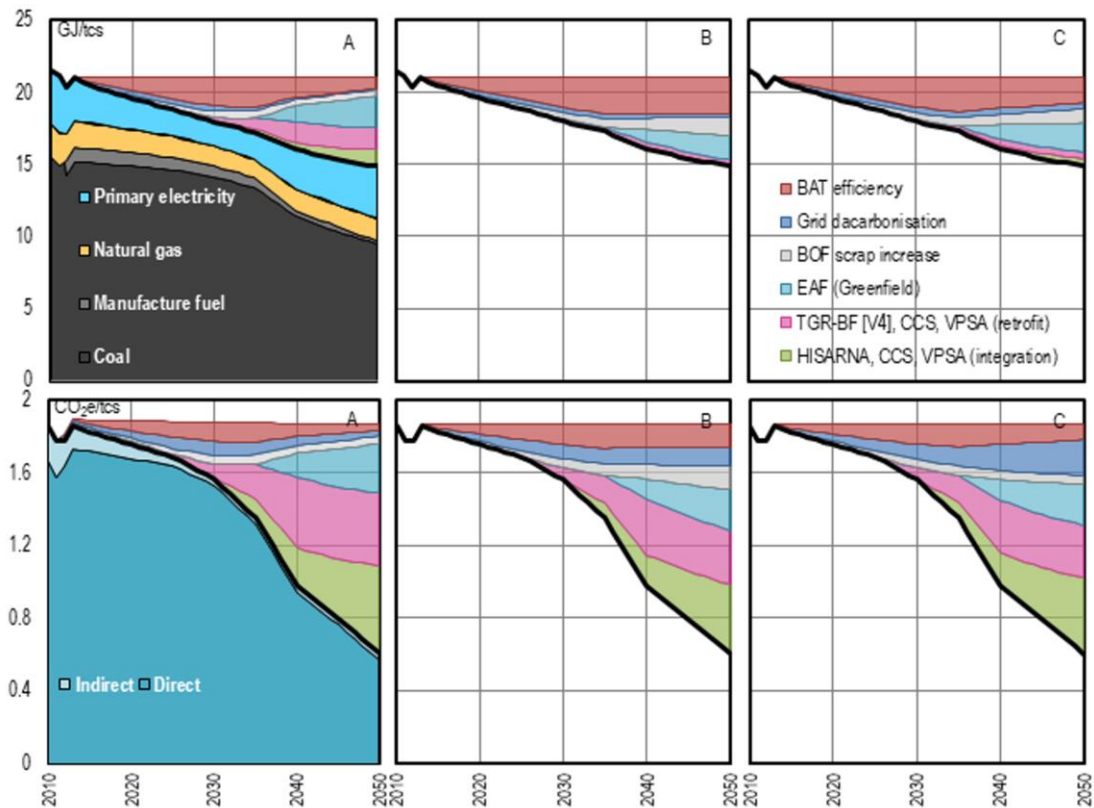 25
GJ/tcs
A
B
C
20
15
Primary electricity
BAT efficiency
Grid dacarbonisation
10
Natural gas
BOF scrap increase
EAF (Greenfield)
5
Manufacture fuel
TGR-BF [V4], CCS, VPSA (retrofit)
Coal
HISARNA, CCS, VPSA (integration)
0
2
CO2e/tcs
A
B
C
1.6
1.2
0.8
Indirect Direct
0.4
0
2010 2020 2030 2040 2050
2010 2020 2030 2040 2050
2010 2020 2030 2040 2050